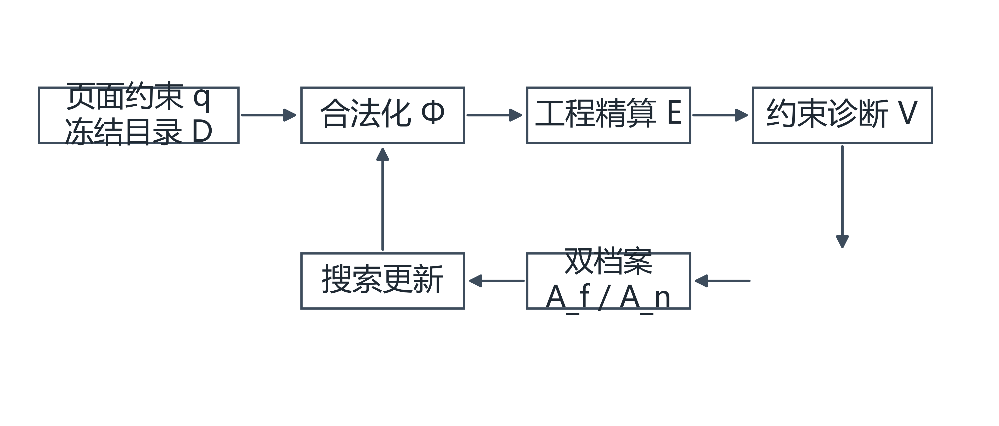 页面约束 q
冻结目录 D
合法化 Φ
工程精算 E
约束诊断 V
搜索更新
双档案
A_f / A_n